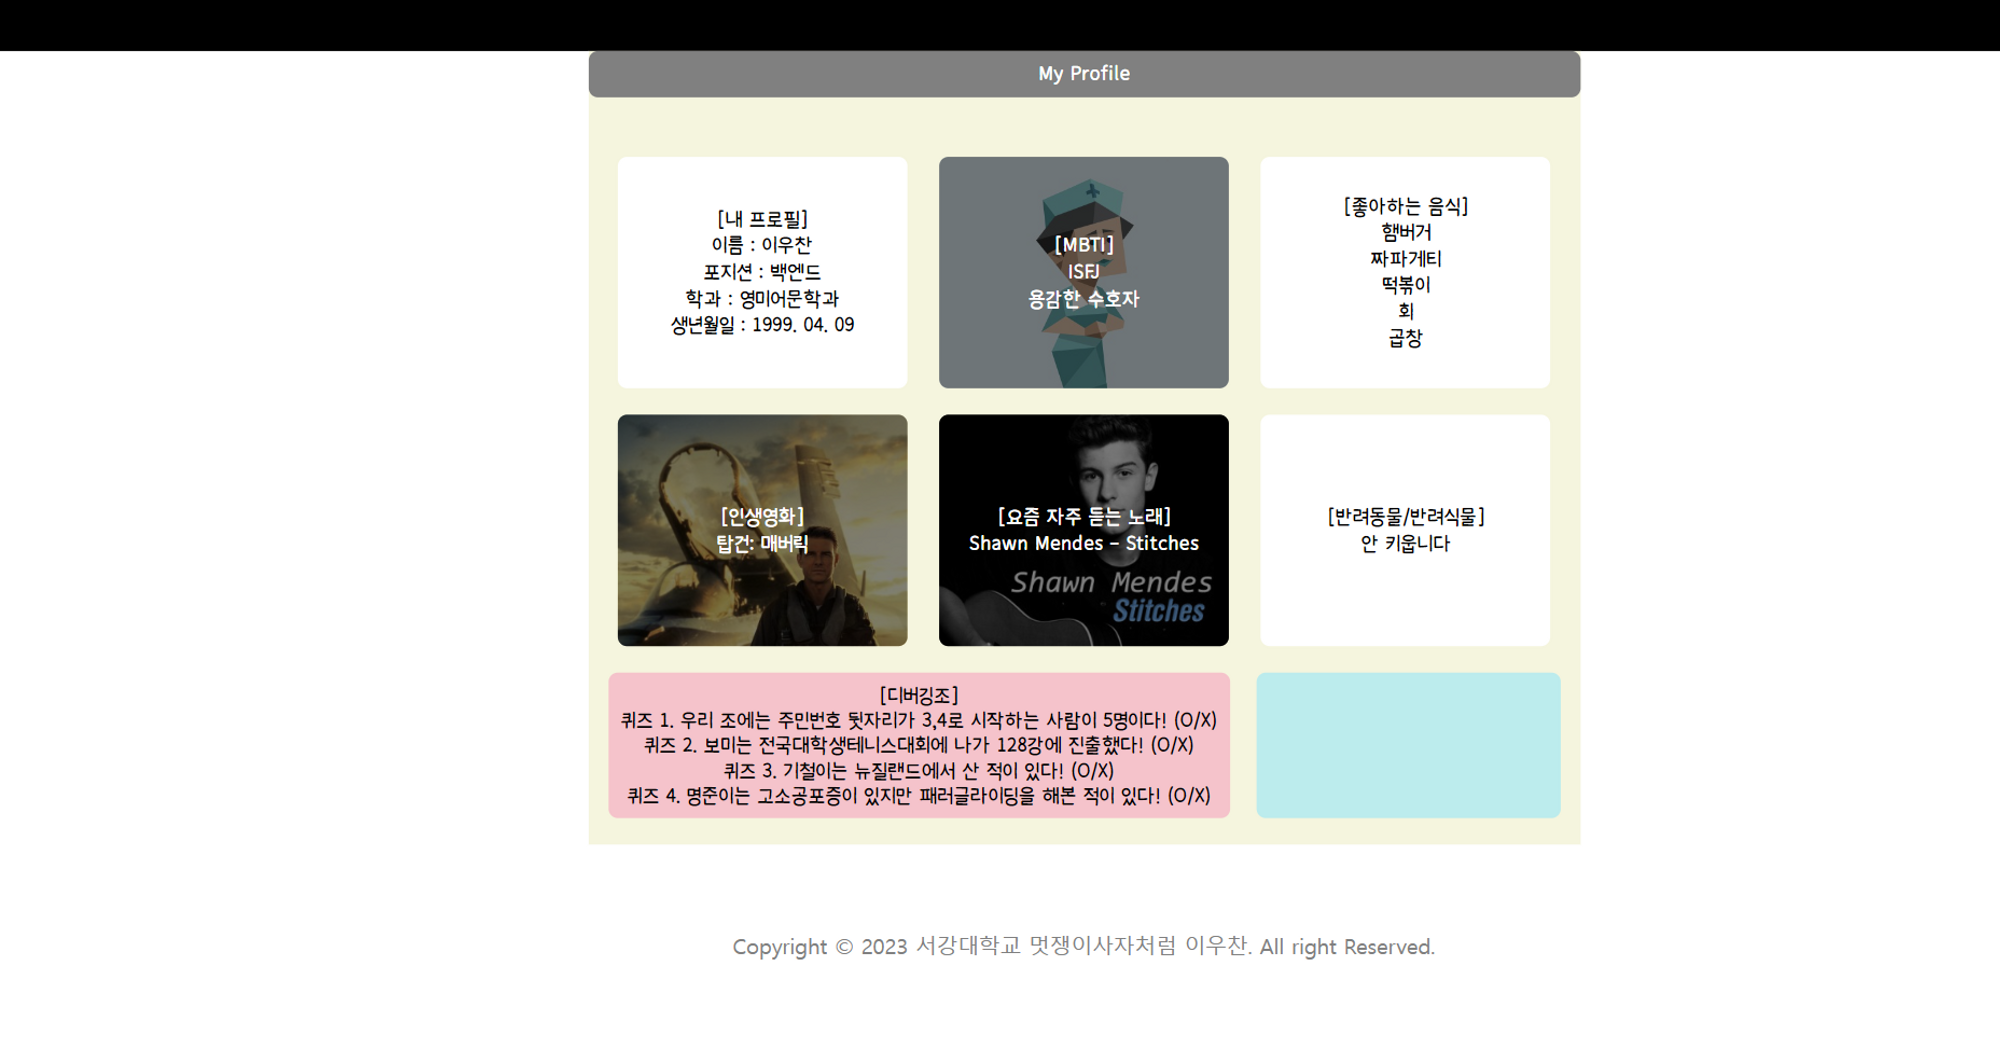 My Profile
[내 프로필]
이름 : 이우찬
포지션 : 백엔드
학과 : 영미어문학과
생년월일 : 1999. 04. 09
[MBTI]
ISFJ
용감한 수호자
[좋아하는 음식]
햄버거
짜파게티
떡볶이
회
곱창
[인생영화]
탑건: 매버릭
[요즘 자주 듣는 노래]
Shawn Mendes – Stitches
Shawn Mendes
Stitches
[반려동물/반려식물]
안 키웁니다
[디버깅조]
퀴즈 1. 우리 조에는 주민번호 뒷자리가 3,4로 시작하는 사람이 5명이다! (O/X)
퀴즈 2. 보미는 전국대학생테니스대회에 나가 128강에 진출했다! (O/X)
퀴즈 3. 기철이는 뉴질랜드에서 산 적이 있다! (O/X)
퀴즈 4. 명준이는 고소공포증이 있지만 패러글라이딩을 해본 적이 있다! (O/X)
Copyright © 2023 서강대학교 멋쟁이사자처럼 이우찬. All right Reserved.